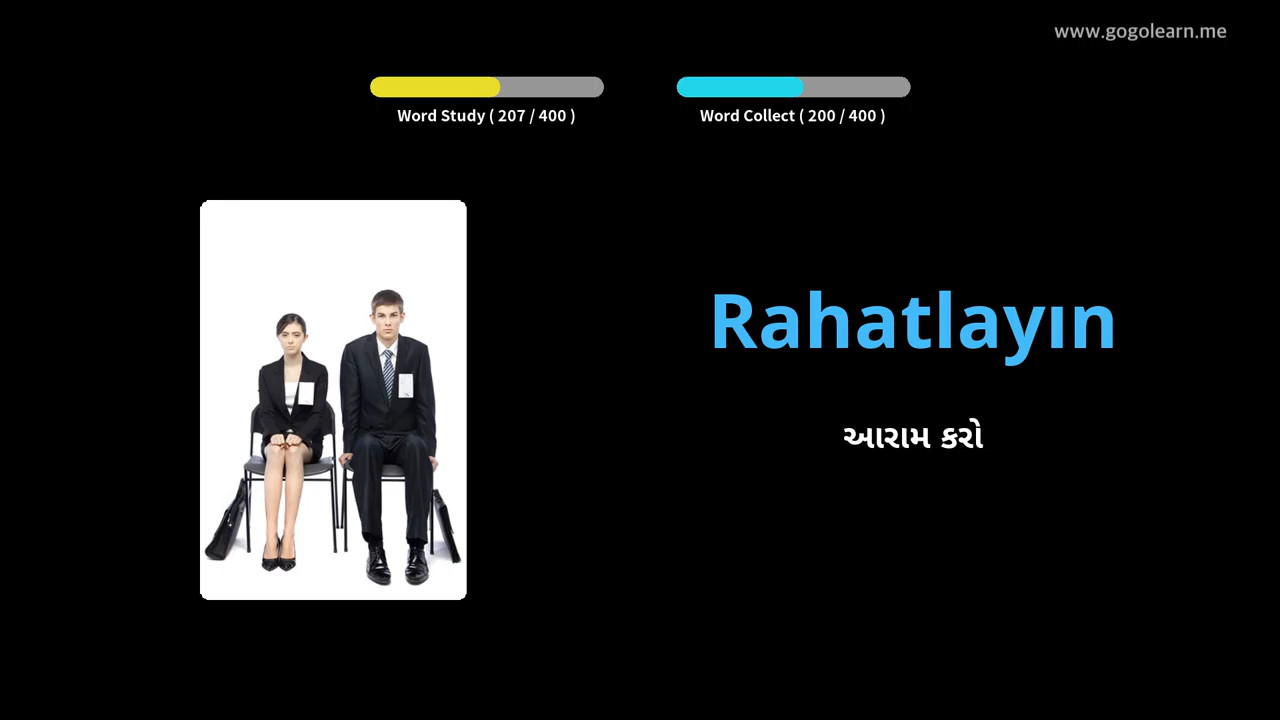 www.gogolearn.me
Word Study ( 207 / 400 )
Word Collect ( 200 / 400 )
Rahatlayın
આરામ કરો